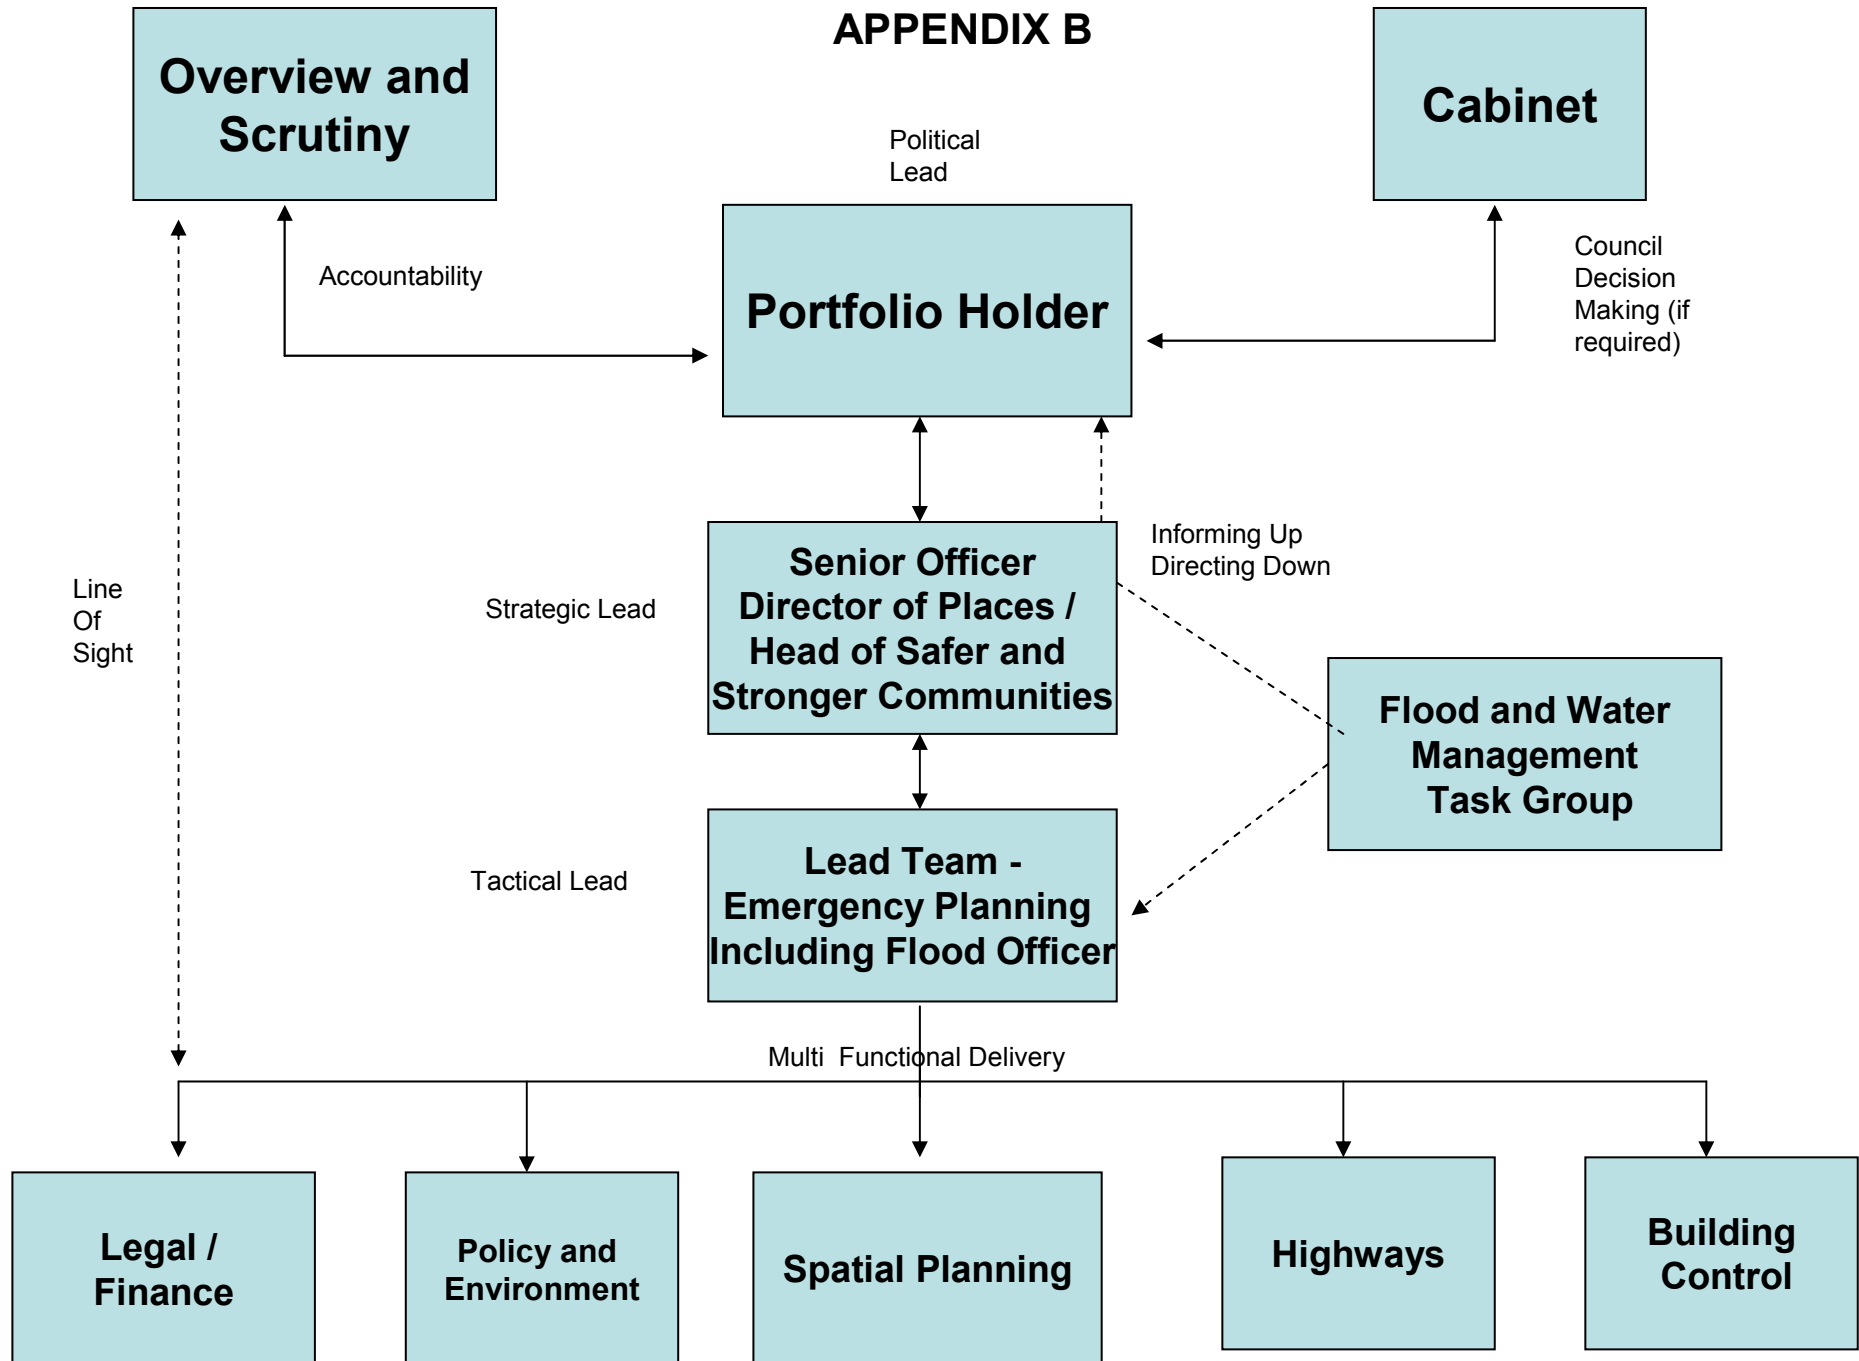 APPENDIX B
Overview and
Scrutiny
Cabinet
Political
Lead
Accountability
Portfolio Holder
Council
Decision
Making (if
required)
Line
Of
Sight
Strategic Lead
Senior Officer
Director of Places /
Head of Safer and
Stronger Communities
Informing Up
Directing Down
Flood and Water
Management
Task Group
Tactical Lead
Lead Team -
Emergency Planning
Including Flood Officer
Multi Functional Delivery
Legal /
Finance
Policy and
Environment
Spatial Planning
Highways
Building
Control